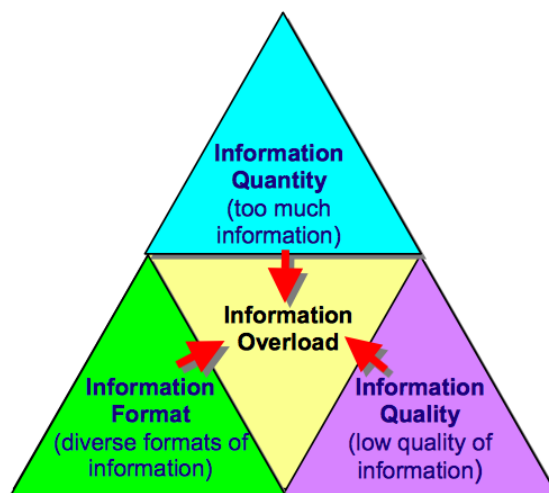 Information
Quantity
(too much
information)
Information
Overload
Information
Format
(diverse formats of
information)
Information
Quality
(low quality of
information)